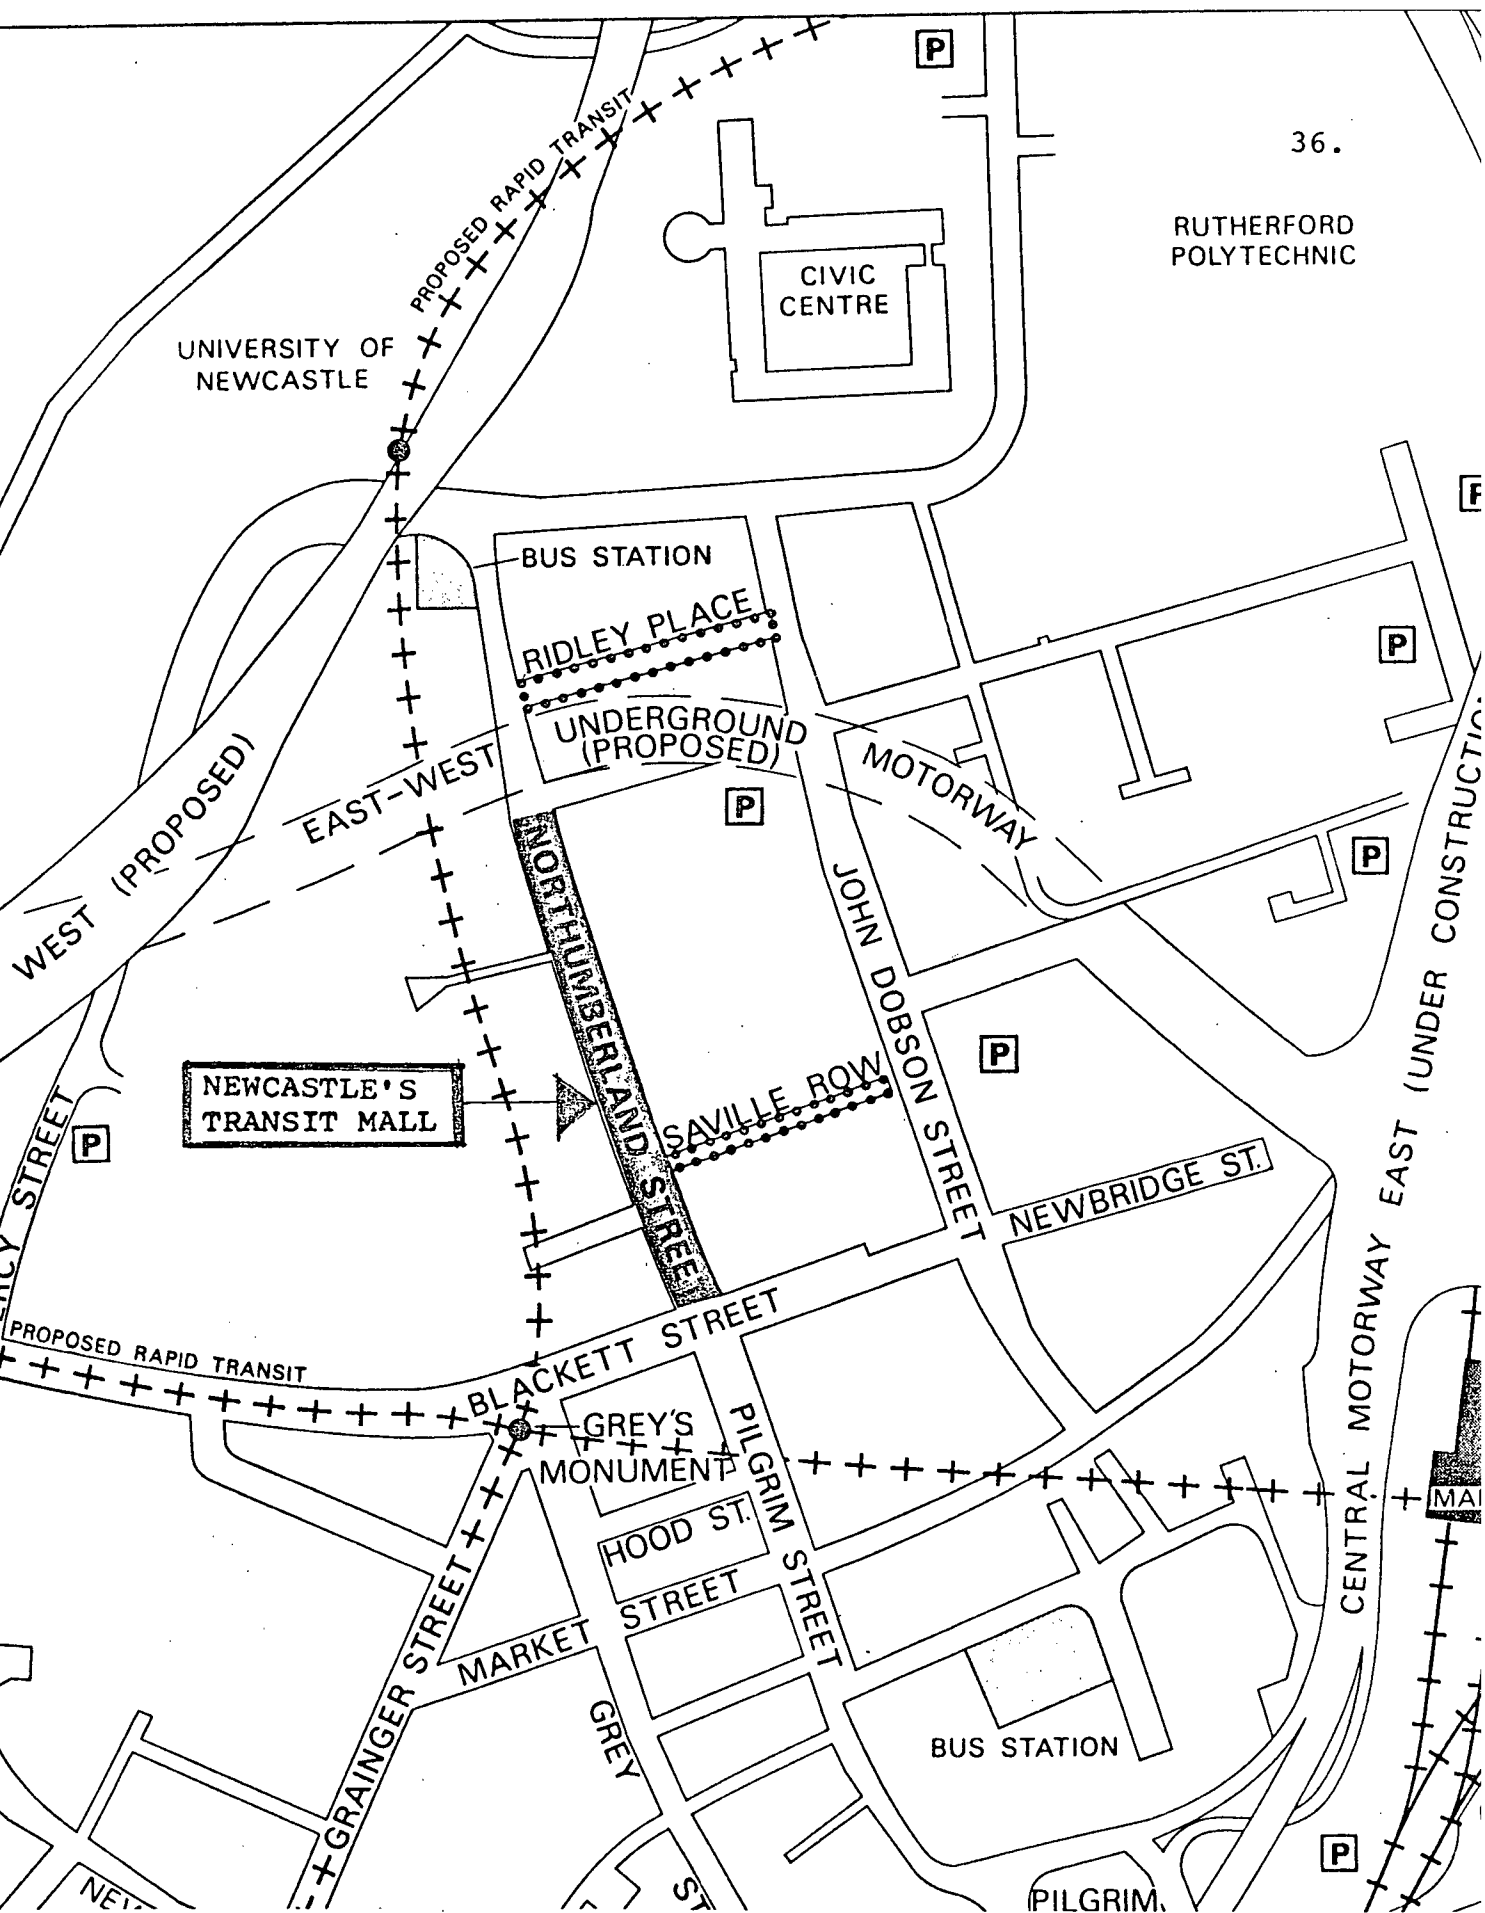 P
36.
PROPOSED RAPID TRANSIT
RUTHERFORD
POLYTECHNIC
CIVIC
CENTRE
UNIVERSITY OF
NEWCASTLE
BUS STATION
RIDLEY PLACE
P
UNDERGROUND
(PROPOSED)
MOTORWAY
EAST-WEST
WEST (PROPOSED)
P
P
NORTHUMBERLAND STREET
JOHN DOBSON STREET
CENTRAL MOTORWAY EAST (UNDER CONSTRUCTION
NEWCASTLE'S
TRANSIT MALL
P
P
STREET
SAVILLE ROW
NEWBRIDGE ST.
BLACKETT STREET
PROPOSED RAPID TRANSIT
GREY'S
MONUMENT
PILGRIM STREET
HOOD ST.
MARKET STREET
GRAINGER STREET
GREY
ST
BUS STATION
P
PILGRIM